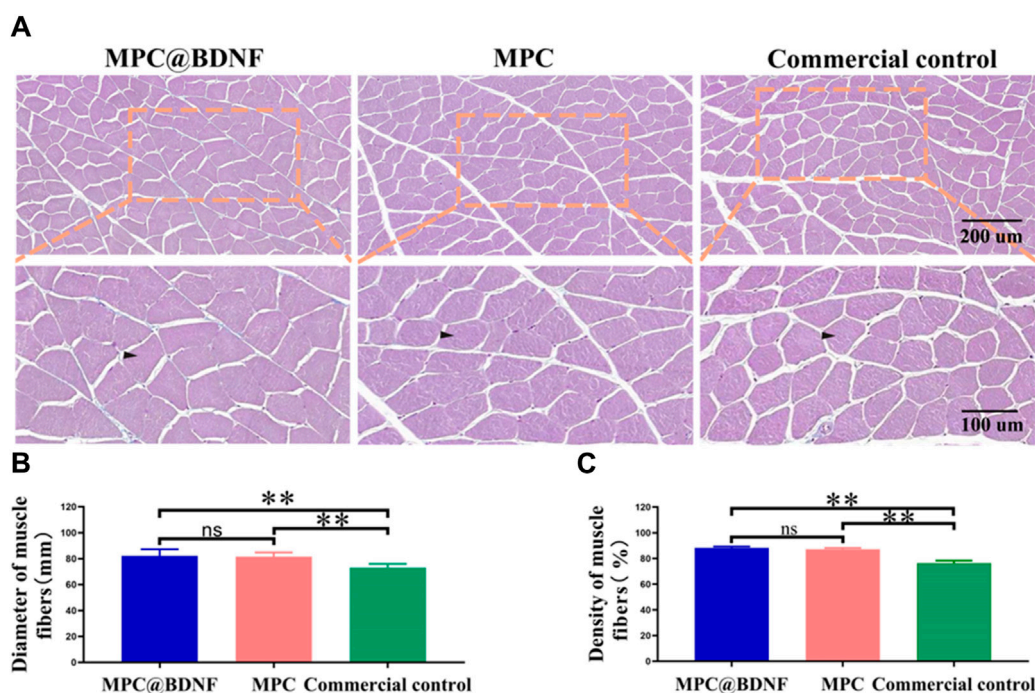 A
MPC@BDNF MPC Commercial control
200 um
100 um
B
Diameter of muscle
fibers(mm)
120
100
80
60
40
20
0
**
ns **
MPC@BDNF MPC Commercial control
C
Density of muscle
fibers( %)
120
100
80
60
40
20
0
**
ns **
MPC@BDNF MPC Commercial control